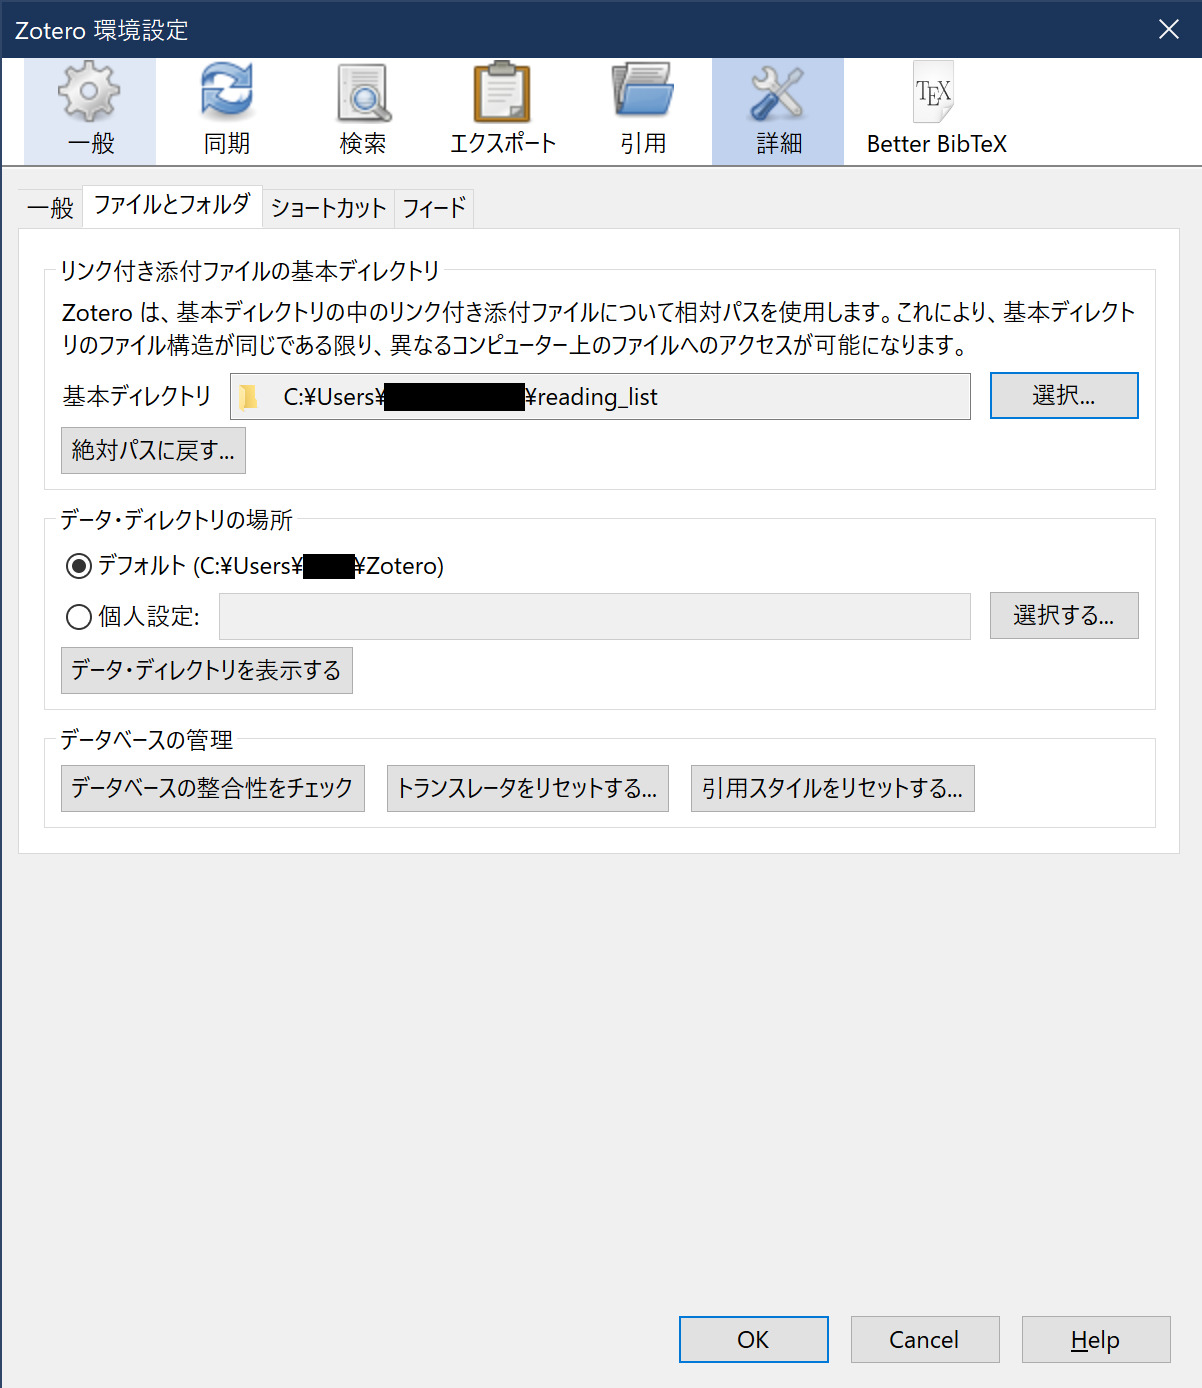 Zotero 環境設定
一般
同期
検索
エクスポート
引用
詳細
TEX
Better BibTeX
一般
ファイルとフォルダ
ショートカット
フィード
リンク付き添付ファイルの基本ディレクトリ
Zotero は、基本ディレクトリの中のリンク付き添付ファイルについて相対パスを使用します。これにより、基本ディレクト
リのファイル構造が同じである限り、異なるコンピューター上のファイルへのアクセスが可能になります。
基本ディレクトリ
C:¥Users¥ ¥reading_list
選択...
絶対パスに戻す...
データ・ディレクトリの場所
デフォルト (C:¥Users¥ ¥Zotero)
個人設定:
選択する...
データ・ディレクトリを表示する
データベースの管理
データベースの整合性をチェック
トランスレータをリセットする...
引用スタイルをリセットする...
OK
Cancel
Help